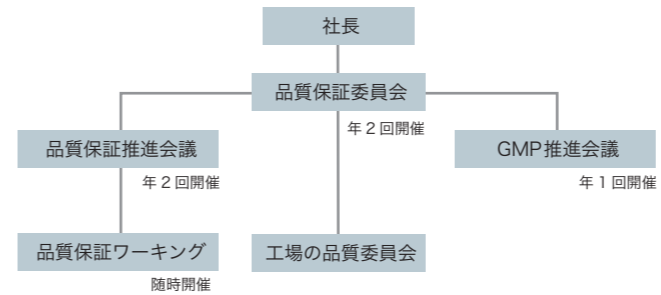 社長
品質保証委員会
年2回開催
品質保証推進会議
年2回開催
GMP推進会議
年1回開催
品質保証ワーキング
随時開催
工場の品質委員会